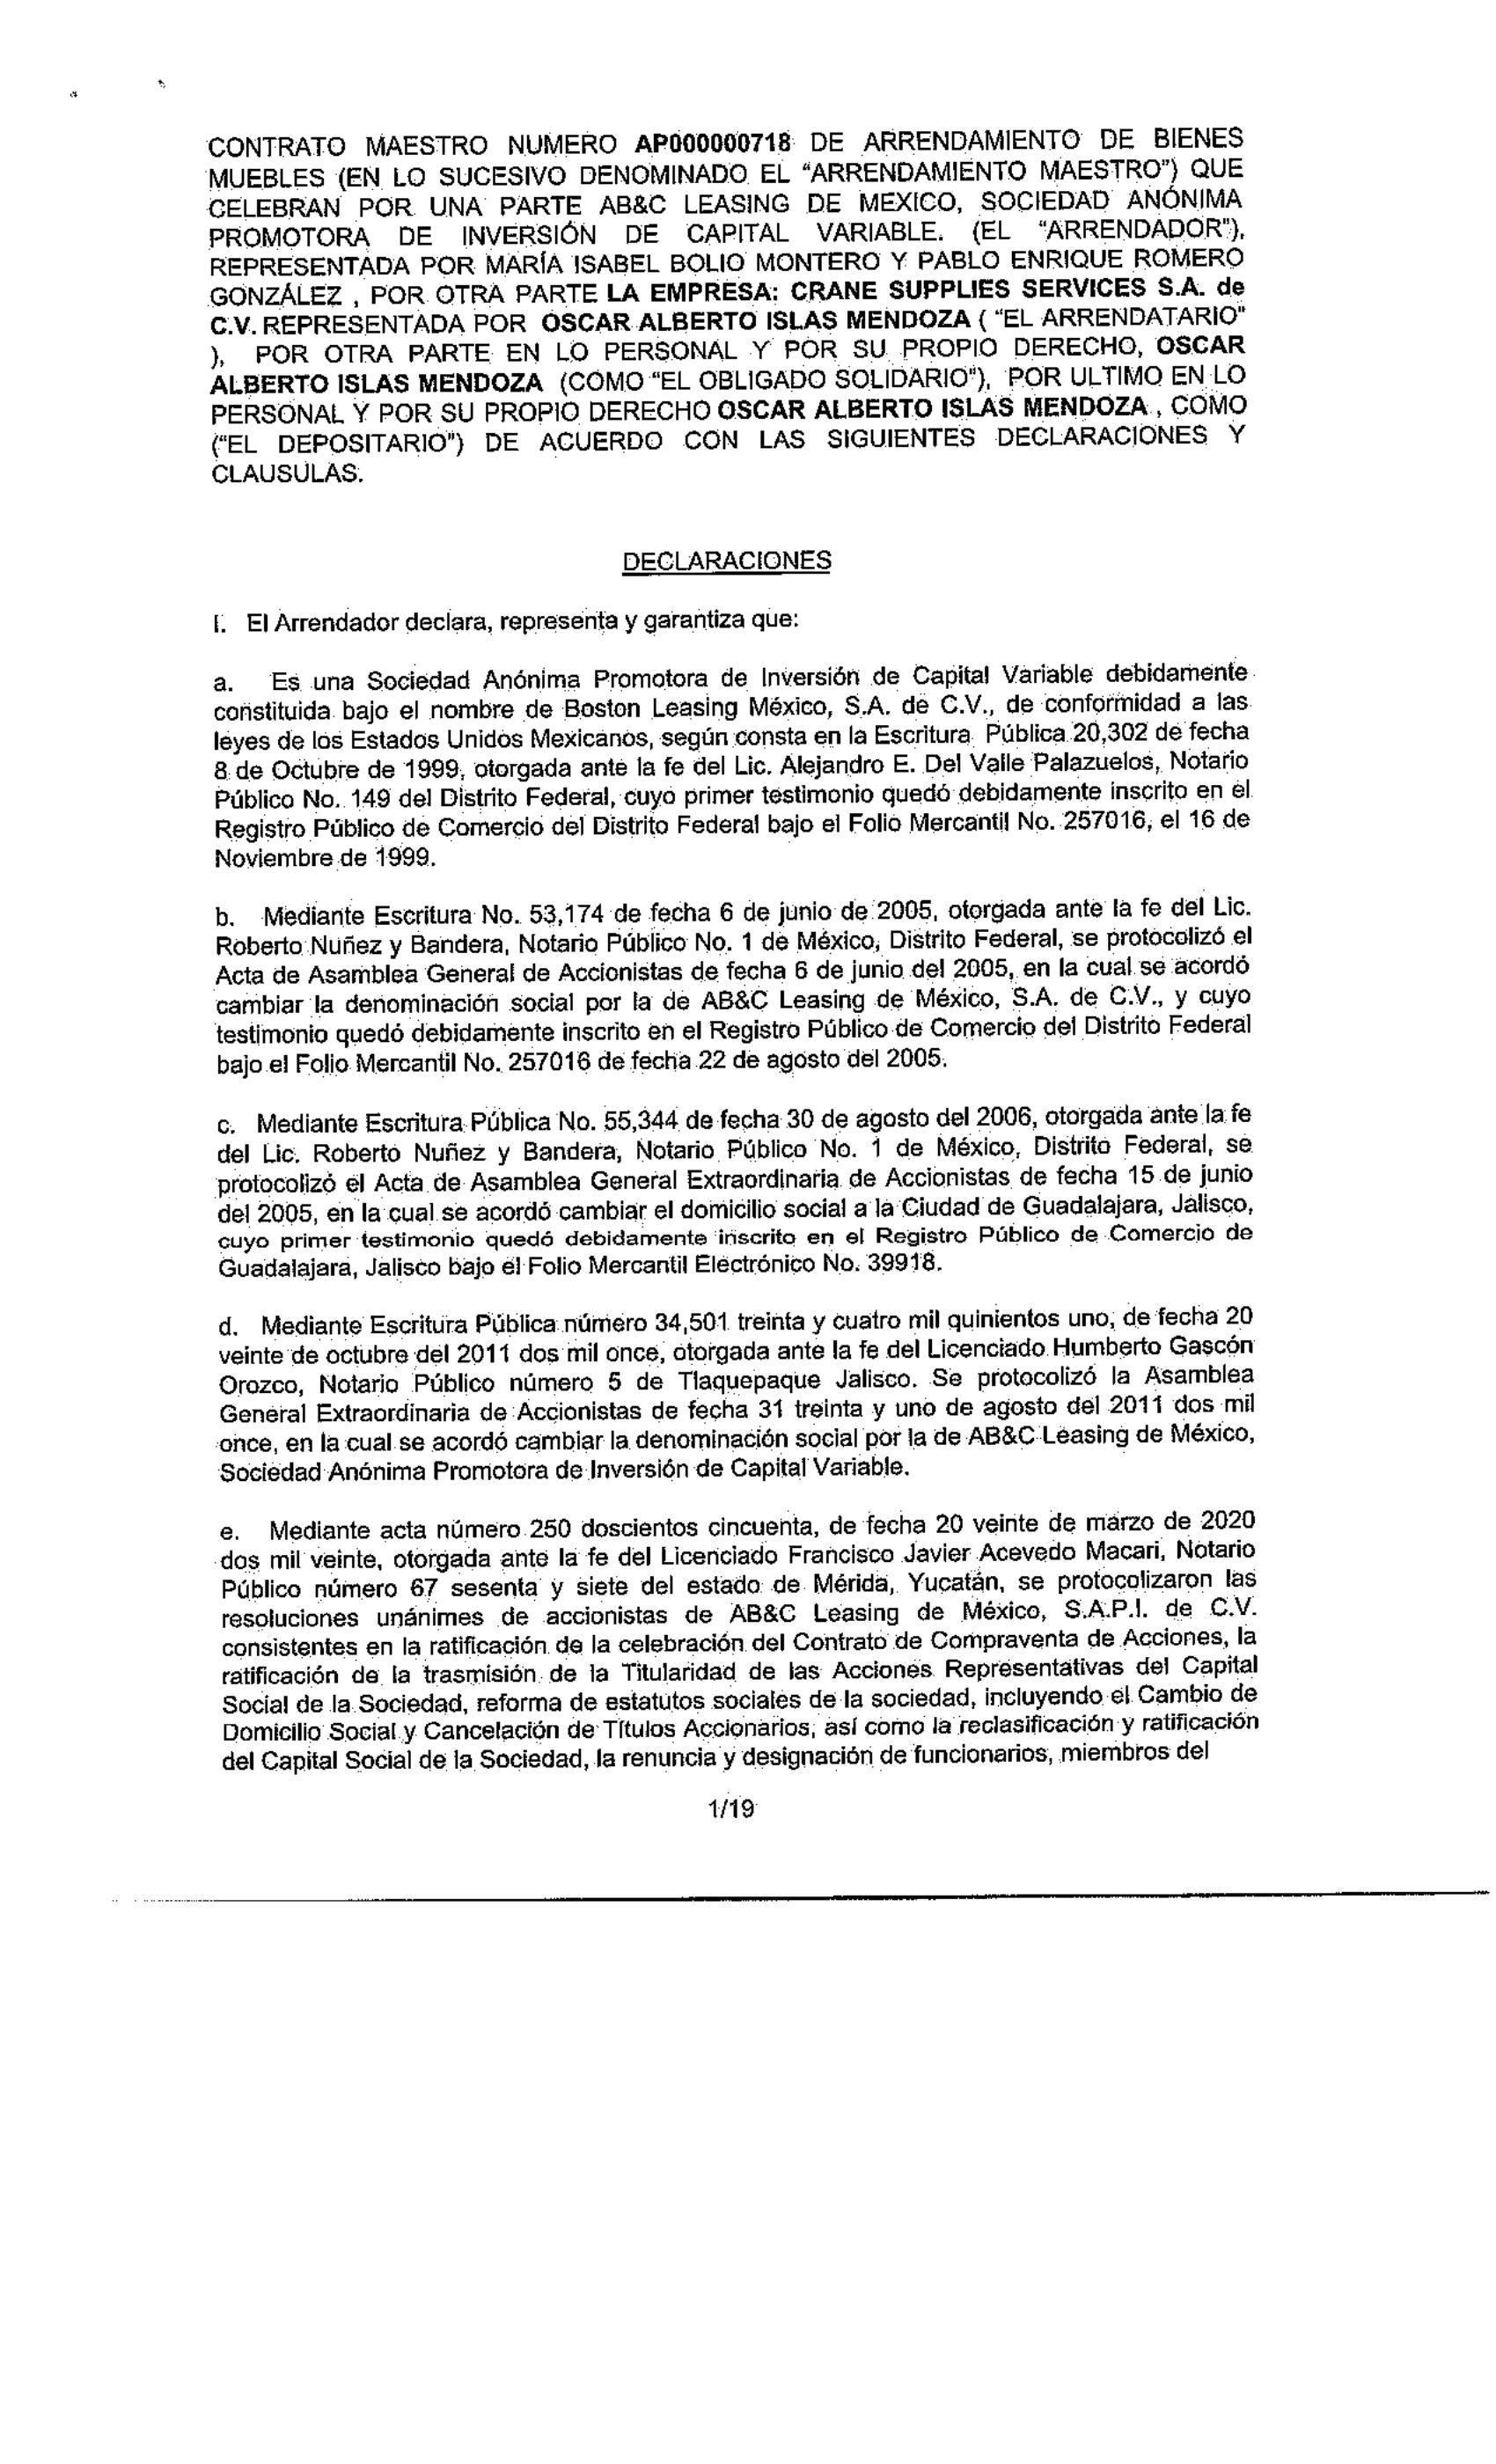 CONTRATO MAESTRO NUMERO AP000000718 DE ARRENDAMIENTO DE BIENES
MUEBLES (EN LO SUCESIVO DENOMINADO EL "ARRENDAMIENTO MAESTRO") QUE
CELEBRAN POR UNA PARTE AB&C LEASING DE MEXICO, SOCIEDAD ANÓNIMA
PROMOTORA DE INVERSIÓN DE CAPITAL VARIABLE. (EL "ARRENDADOR"),
REPRESENTADA POR MARÍA ISABEL BOLIO MONTERO Y PABLO ENRIQUE ROMERO
GONZÁLEZ , POR OTRA PARTE LA EMPRESA: CRANE SUPPLIES SERVICES S.A. de
C.V. REPRESENTADA POR OSCAR ALBERTO ISLAS MENDOZA ( "EL ARRENDATARIO"
), POR OTRA PARTE EN LO PERSONAL Y POR SU PROPIO DERECHO, OSCAR
ALBERTO ISLAS MENDOZA (COMO "EL OBLIGADO SOLIDARIO"), POR ULTIMO EN LO
PERSONAL Y POR SU PROPIO DERECHO OSCAR ALBERTO ISLAS MENDOZA , COMO
("EL DEPOSITARIO") DE ACUERDO CON LAS SIGUIENTES DECLARACIONES Y
CLAUSULAS.
DECLARACIONES
I. El Arrendador declara, representa y garantiza que:
a. Es una Sociedad Anónima Promotora de Inversión de Capital Variable debidamente
constituida bajo el nombre de Boston Leasing México, S.A. de C.V., de conformidad a las
leyes de los Estados Unidos Mexicanos, según consta en la Escritura Pública 20,302 de fecha
8 de Octubre de 1999, otorgada ante la fe del Lic. Alejandro E. Del Valle Palazuelos, Notario
Público No. 149 del Distrito Federal, cuyo primer testimonio quedó debidamente inscrito en el
Registro Público de Comercio del Distrito Federal bajo el Folio Mercantil No. 257016, el 16 de
Noviembre de 1999.
b. Mediante Escritura No. 53,174 de fecha 6 de junio de 2005, otorgada ante la fe del Lic.
Roberto Nuñez y Bandera, Notario Público No. 1 de México, Distrito Federal, se protocolizó el
Acta de Asamblea General de Accionistas de fecha 6 de junio del 2005, en la cual se acordó
cambiar la denominación social por la de AB&C Leasing de México, S.A. de C.V., y cuyo
testimonio quedó debidamente inscrito en el Registro Público de Comercio del Distrito Federal
bajo el Folio Mercantil No. 257016 de fecha 22 de agosto del 2005.
c. Mediante Escritura Pública No. 55,344 de fecha 30 de agosto del 2006, otorgada ante la fe
del Lic. Roberto Nuñez y Bandera, Notario Público No. 1 de México, Distrito Federal, se
protocolizó el Acta de Asamblea General Extraordinaria de Accionistas de fecha 15 de junio
del 2005, en la cual se acordó cambiar el domicilio social a la Ciudad de Guadalajara, Jalisco,
cuyo primer testimonio quedó debidamente inscrito en el Registro Público de Comercio de
Guadalajara, Jalisco bajo el Folio Mercantil Electrónico No. 39918.
d. Mediante Escritura Pública número 34,501 treinta y cuatro mil quinientos uno, de fecha 20
veinte de octubre del 2011 dos mil once, otorgada ante la fe del Licenciado Humberto Gascón
Orozco, Notario Público número 5 de Tlaquepaque Jalisco. Se protocolizó la Asamblea
General Extraordinaria de Accionistas de fecha 31 treinta y uno de agosto del 2011 dos mil
once, en la cual se acordó cambiar la denominación social por la de AB&C Leasing de México,
Sociedad Anónima Promotora de Inversión de Capital Variable.
e. Mediante acta número 250 doscientos cincuenta, de fecha 20 veinte de marzo de 2020
dos mil veinte, otorgada ante la fe del Licenciado Francisco Javier Acevedo Macari, Notario
Público número 67 sesenta y siete del estado de Mérida, Yucatán, se protocolizaron las
resoluciones unánimes de accionistas de AB&C Leasing de México, S.A.P.I. de C.V.
consistentes en la ratificación de la celebración del Contrato de Compraventa de Acciones, la
ratificación de la trasmisión de la Titularidad de las Acciones Representativas del Capital
Social de la Sociedad, reforma de estatutos sociales de la sociedad, incluyendo el Cambio de
Domicilio Social y Cancelación de Títulos Accionarios, así como la reclasificación y ratificación
del Capital Social de la Sociedad, la renuncia y designación de funcionarios, miembros del
1/19